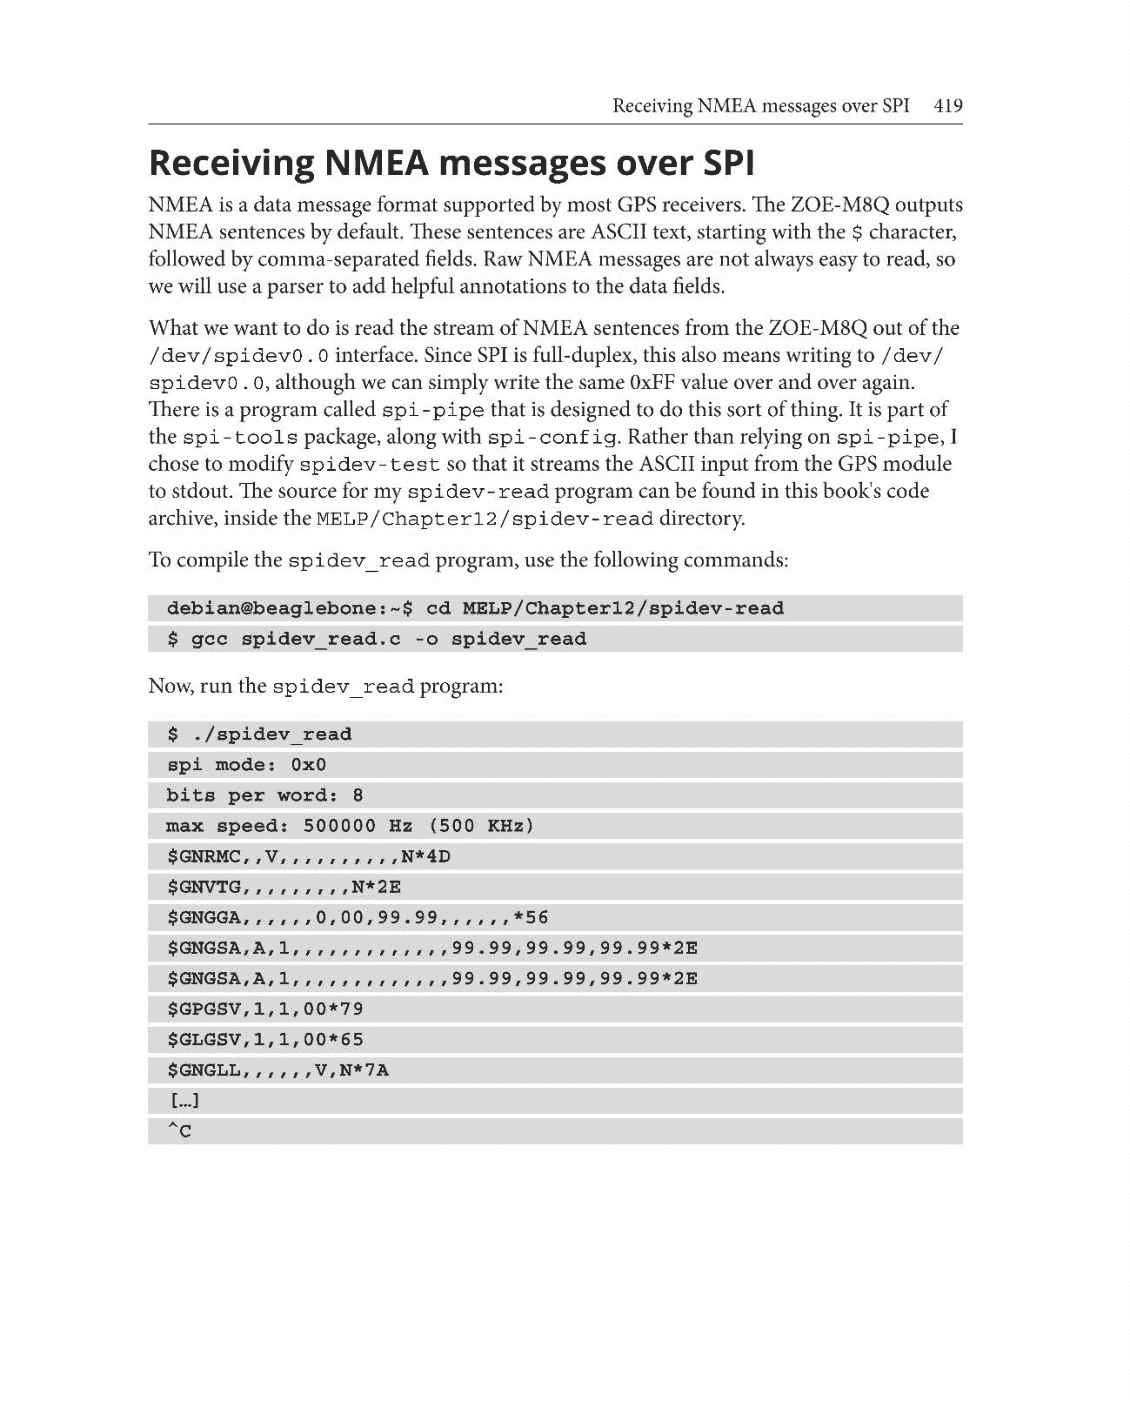 Receiving NMEA messages over SPI 419
Receiving NMEA messages over SPI
NMEA is a data message format supported by most GPS receivers. The ZOE-M8Q outputs
NMEA sentences by default. These sentences are ASCII text, starting with the $ character,
followed by comma-separated fields. Raw NMEA messages are not always easy to read, so
we will use a parser to add helpful annotations to the data fields.
What we want to do is read the stream of NMEA sentences from the ZOE-M8Q out of the
/dev/spidev0.0 interface. Since SPI is full-duplex, this also means writing to /dev/
spidev0.0, although we can simply write the same 0xFF value over and over again.
There is a program called spi-pipe that is designed to do this sort of thing. It is part of
the spi-tools package, along with spi-config. Rather than relying on spi-pipe, I
chose to modify spidev-test so that it streams the ASCII input from the GPS module
to stdout. The source for my spidev-read program can be found in this book's code
archive, inside the MELP/Chapter12/spidev-read directory.
To compile the spidev_read program, use the following commands:
debian@beaglebone:~$ cd MELP/Chapter12/spidev-read
$ gcc spidev_read.c -o spidev_read
Now, run the spidev_read program:
$ ./spidev_read
spi mode: 0x0
bits per word: 8
max speed: 500000 Hz (500 KHz)
$GNRMC,,V,,,,,,,,,,N*4D
$GNVTG,,,,,,,,,N*2E
$GNGGA,,,,,,0,00,99.99,,,,,,*56
$GNGSA,A,1,,,,,,,,,,,,,99.99,99.99,99.99*2E
$GNGSA,A,1,,,,,,,,,,,,,99.99,99.99,99.99*2E
$GPGSV,1,1,00*79
$GLGSV,1,1,00*65
$GNGLL,,,,,,V,N*7A
[…]
^C